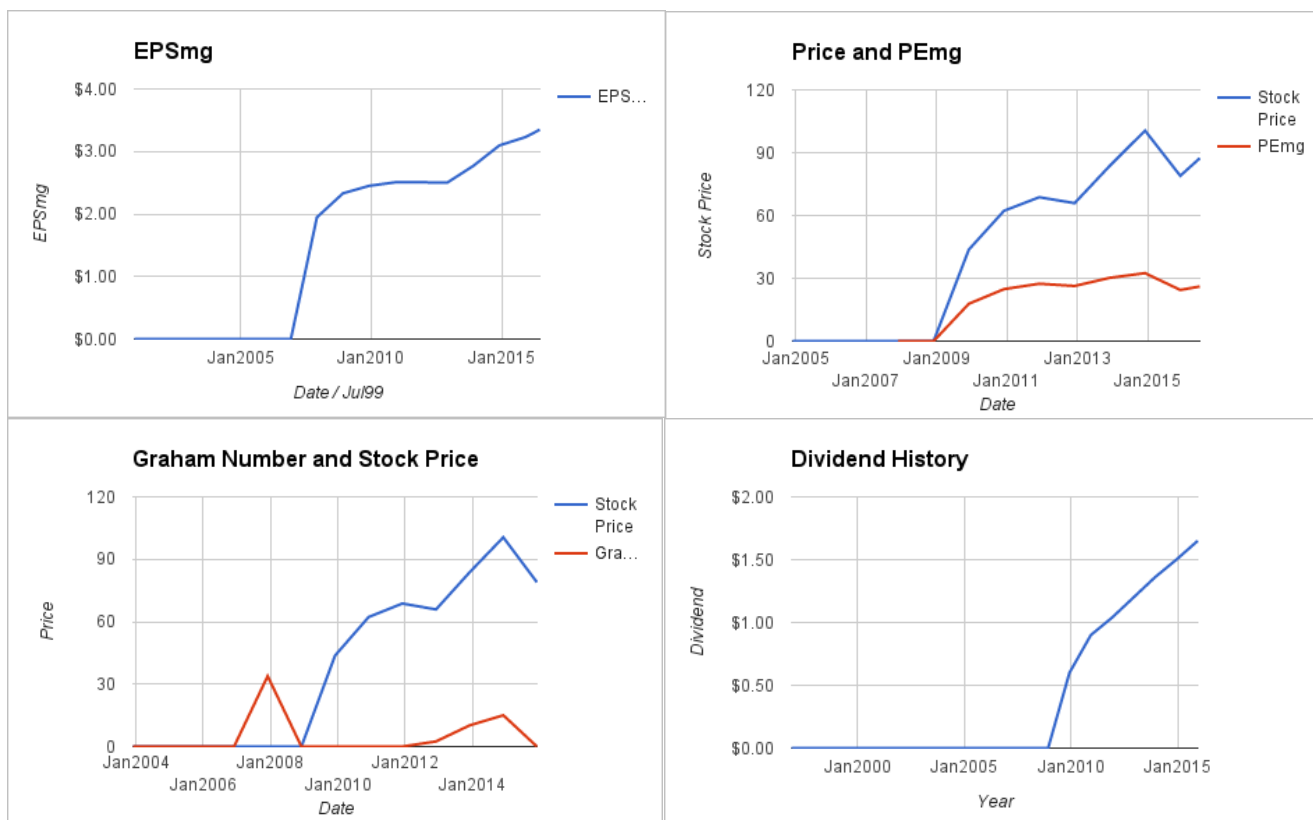 EPSmg
$4.00
$3.00
$2.00
$1.00
$0.00
EPSmg
Jan2005 Jan2010 Jan2015
Date / Jul99
EPS…
Price and PEmg
120
90
60
30
0
Stock Price
Jan2005 Jan2009 Jan2013
Jan2007 Jan2011 Jan2015
Date
Stock
Price
PEmg
Graham Number and Stock Price
120
90
60
30
0
Price
Jan2004 Jan2008 Jan2012
Jan2006 Jan2010 Jan2014
Date
Stock
Price
Gra…
Dividend History
$2.00
$1.50
$1.00
$0.50
$0.00
Dividend
Jan2000 Jan2005 Jan2010 Jan2015
Year